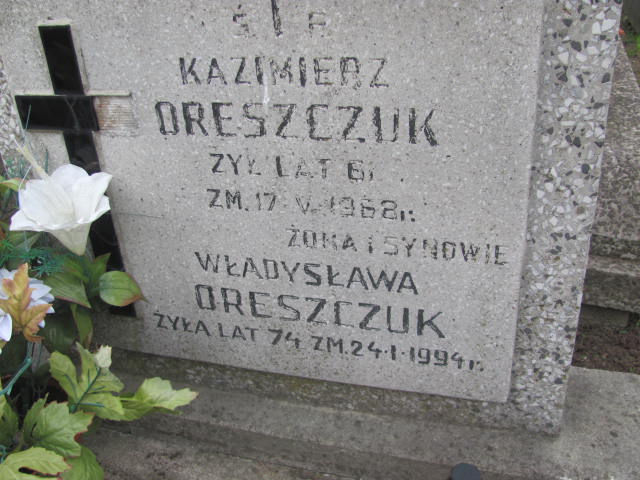 Ś † P.
KAZIMIERZ
ORESZCZUK
ŻYŁ LAT 61
ZM. 17 V. 1968 r.
ŻONA I SYNOWIE
WŁADYSŁAWA
ORESZCZUK
ŻYŁA LAT 74 ZM. 24·I·1994 r.